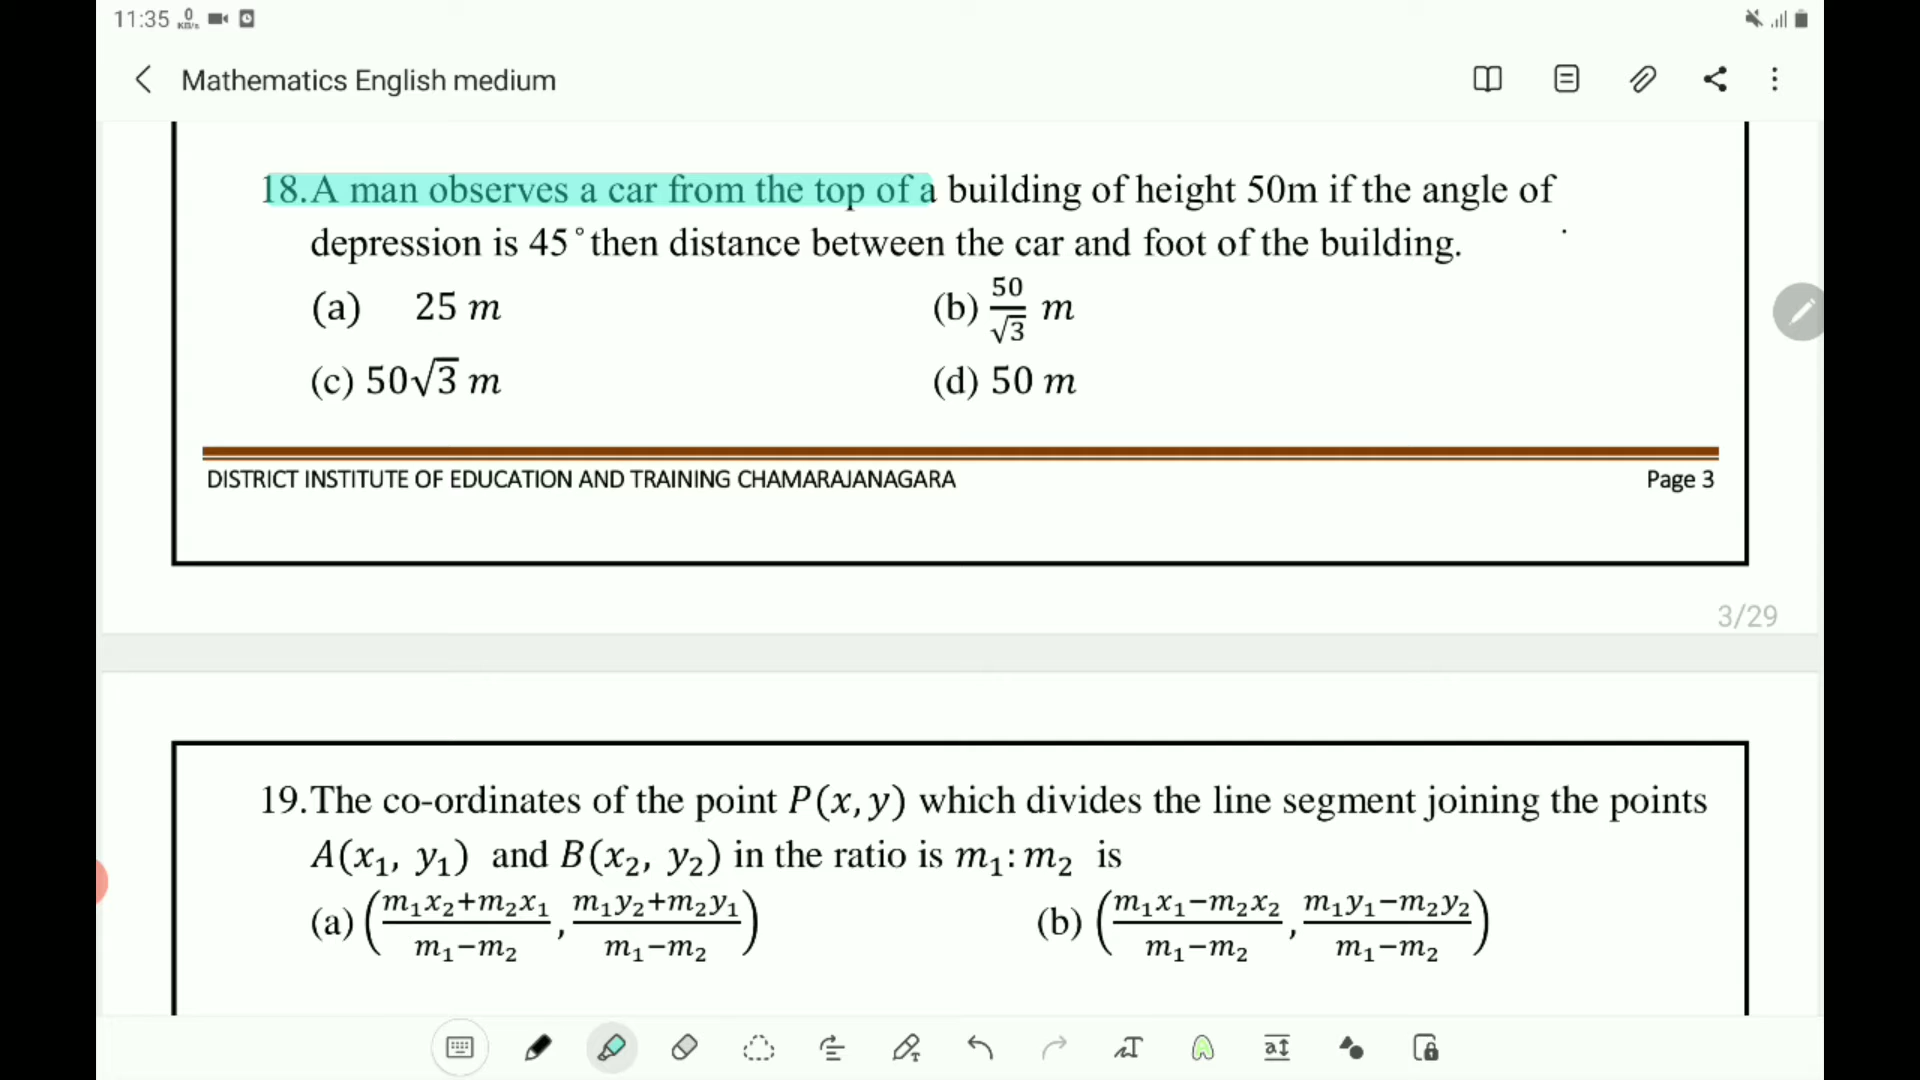 11:35 0 KB/s
Mathematics English medium
18.A man observes a car from the top of a building of height 50m if the angle of
depression is 45° then distance between the car and foot of the building.
(a) 25 m (b) 50/√3 m
(c) 50√3 m (d) 50 m
DISTRICT INSTITUTE OF EDUCATION AND TRAINING CHAMARAJANAGARA Page 3
3/29
19.The co-ordinates of the point P(x, y) which divides the line segment joining the points
A(x₁, y₁) and B(x₂, y₂) in the ratio is m₁:m₂ is
(a) ((m₁x₂+m₂x₁)/(m₁−m₂), (m₁y₂+m₂y₁)/(m₁−m₂)) (b) ((m₁x₁−m₂x₂)/(m₁−m₂), (m₁y₁−m₂y₂)/(m₁−m₂))